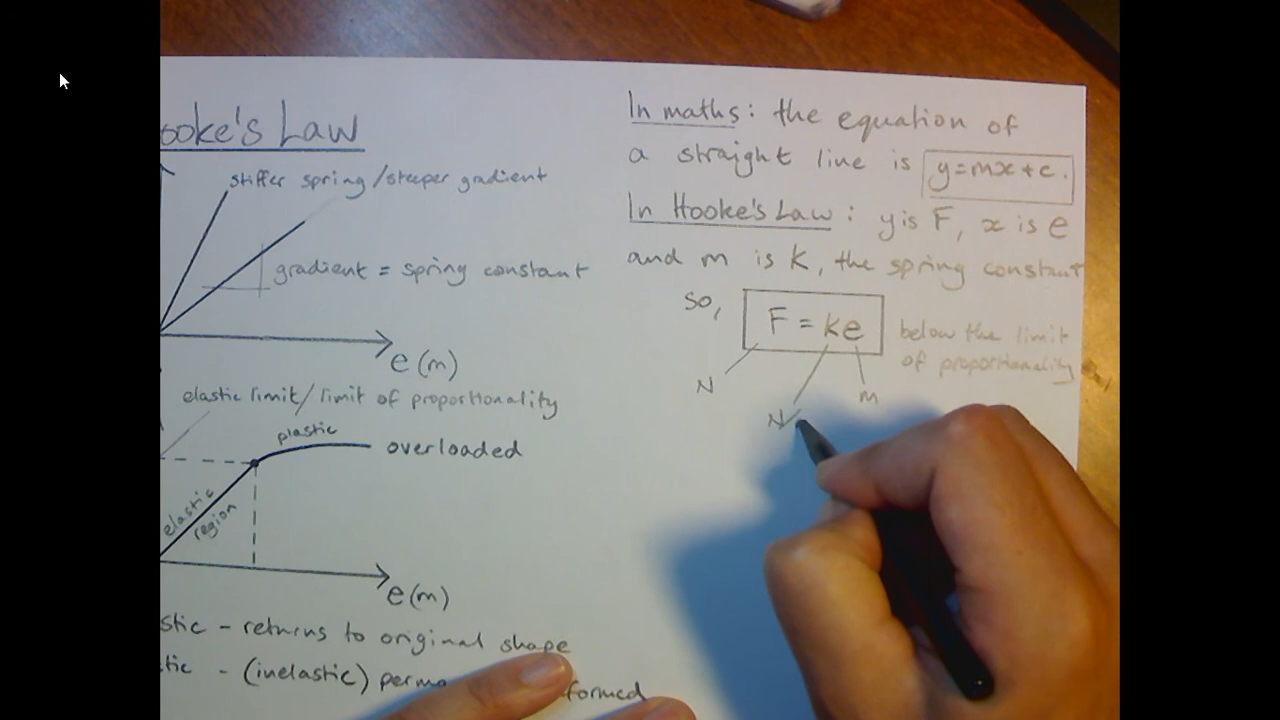 ooke's Law
stiffer spring/steeper gradient
gradient = spring constant
e (m)
elastic limit/limit of proportionality
plastic
overloaded
elastic
region
e (m)
stic - returns to original shape
tic - (inelastic) perma formed
In maths: the equation of
a straight line is y=mx+c.
In Hooke's Law: y is F, x is e
and m is k, the spring constant
so,
F = ke
below the limit
of proportionality
N
N/
m